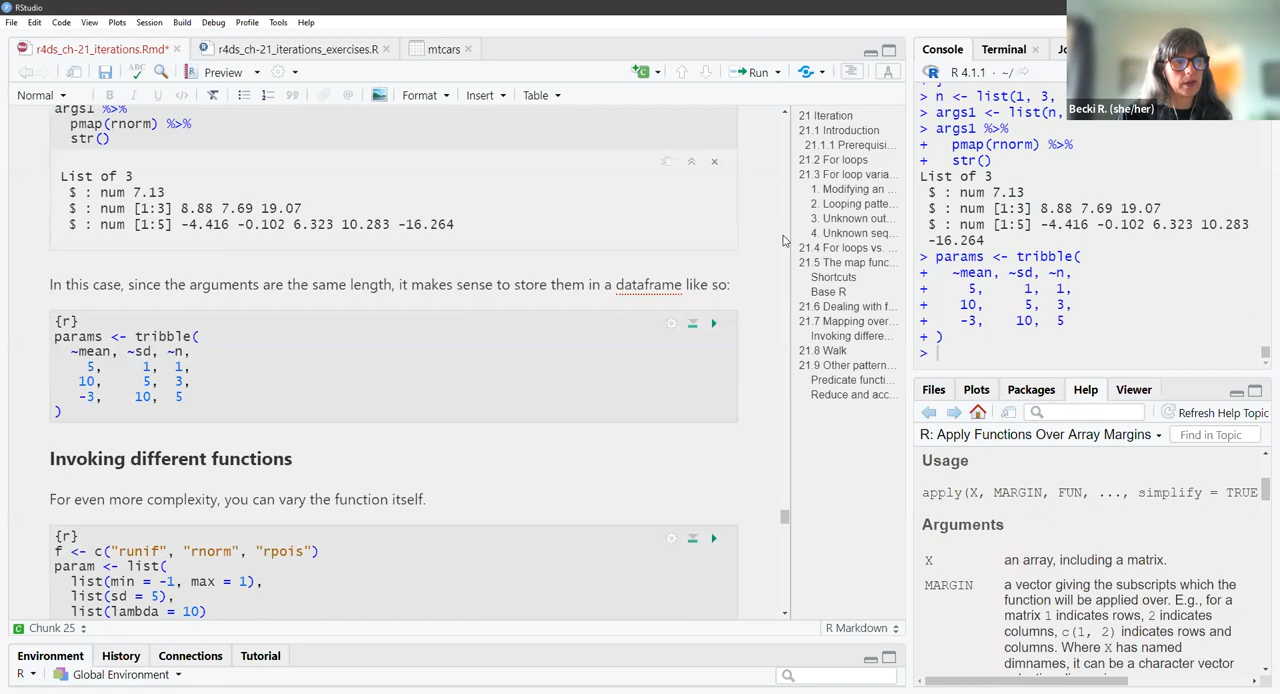 RStudio
File Edit Code View Plots Session Build Debug Profile Tools Help
r4ds_ch-21_iterations.Rmd* × r4ds_ch-21_iterations_exercises.R × mtcars ×
ABC Preview Run
Normal B I U </> Format Insert Table
args1 %>%
pmap(rnorm) %>%
str()
List of 3
$ : num 7.13
$ : num [1:3] 8.88 7.69 19.07
$ : num [1:5] -4.416 -0.102 6.323 10.283 -16.264
In this case, since the arguments are the same length, it makes sense to store them in a dataframe like so:
{r}
params <- tribble(
~mean, ~sd, ~n,
5, 1, 1,
10, 5, 3,
-3, 10, 5
)
Invoking different functions
For even more complexity, you can vary the function itself.
{r}
f <- c("runif", "rnorm", "rpois")
param <- list(
list(min = -1, max = 1),
list(sd = 5),
list(lambda = 10)
Chunk 25 R Markdown
21 Iteration
21.1 Introduction
21.1.1 Prerequisi...
21.2 For loops
21.3 For loop varia...
1. Modifying an ...
2. Looping patte...
3. Unknown out...
4. Unknown seq...
21.4 For loops vs. ...
21.5 The map func...
Shortcuts
Base R
21.6 Dealing with f...
21.7 Mapping over...
Invoking differe...
21.8 Walk
21.9 Other pattern...
Predicate functi...
Reduce and acc...
Environment History Connections Tutorial
R Global Environment
Console Terminal × Jo
R 4.1.1 · ~/
Becki R. (she/her)
> n <- list(1, 3,
> args1 <- list(n,
> args1 %>%
+ pmap(rnorm) %>%
+ str()
List of 3
$ : num 7.13
$ : num [1:3] 8.88 7.69 19.07
$ : num [1:5] -4.416 -0.102 6.323 10.283
-16.264
> params <- tribble(
+ ~mean, ~sd, ~n,
+ 5, 1, 1,
+ 10, 5, 3,
+ -3, 10, 5
+ )
>
Files Plots Packages Help Viewer
Refresh Help Topic
R: Apply Functions Over Array Margins Find in Topic
Usage
apply(X, MARGIN, FUN, ..., simplify = TRUE
Arguments
X an array, including a matrix.
MARGIN a vector giving the subscripts which the
function will be applied over. E.g., for a
matrix 1 indicates rows, 2 indicates
columns, c(1, 2) indicates rows and
columns. Where X has named
dimnames, it can be a character vector